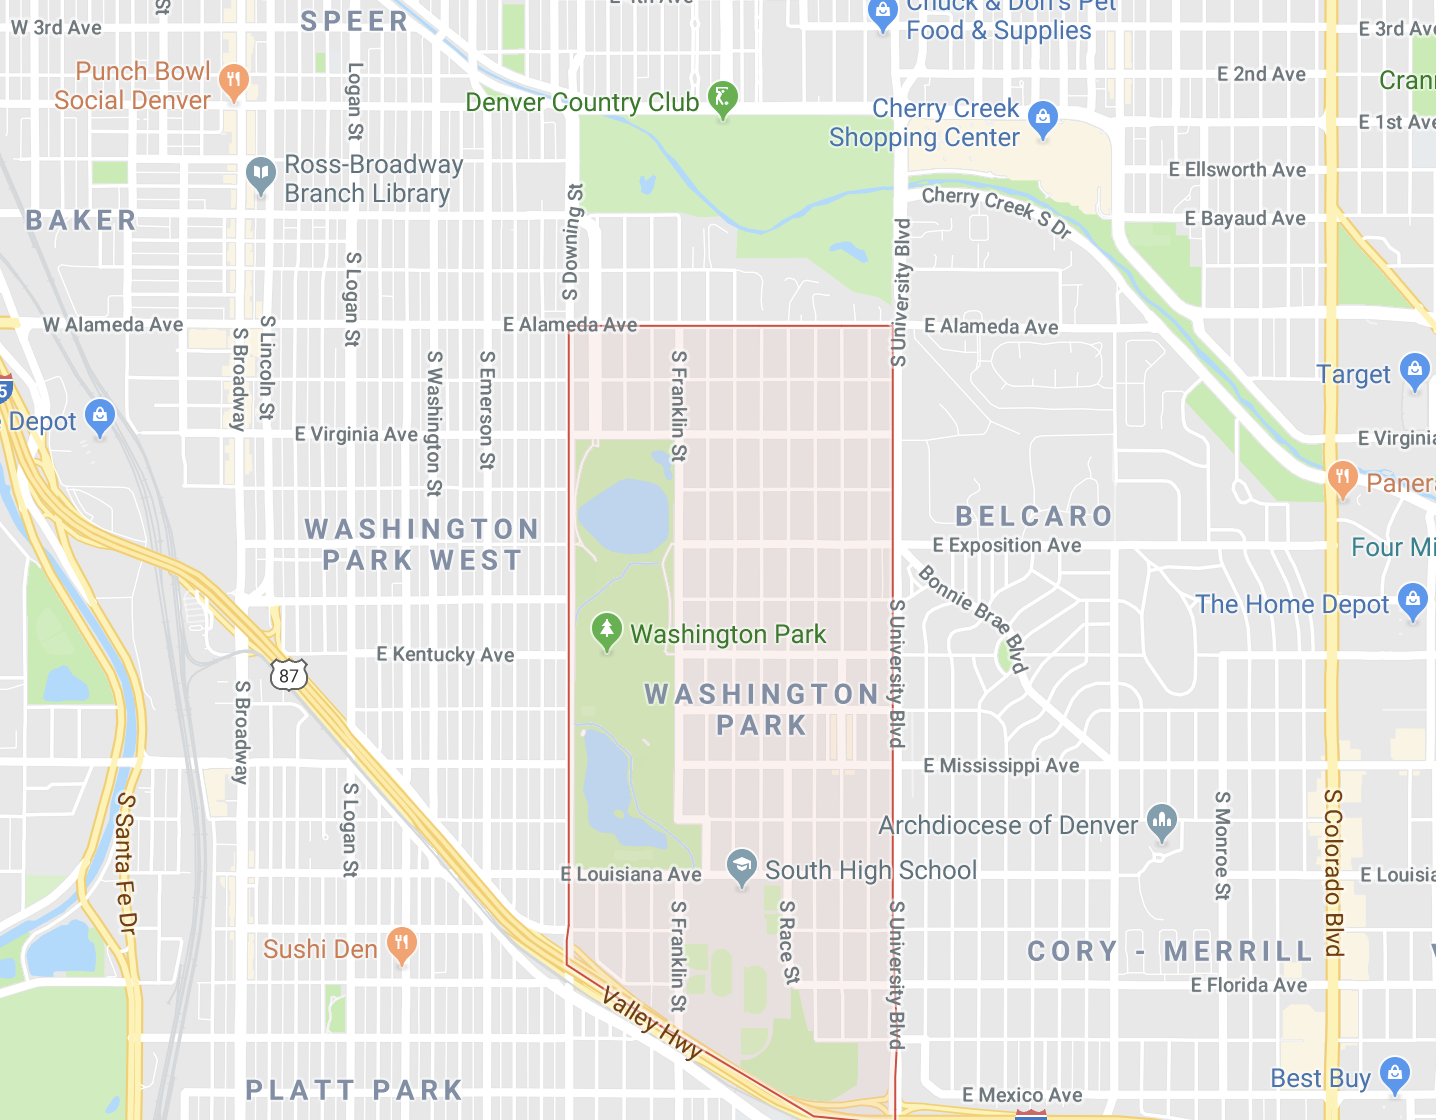 E 4th Ave
Chuck & Don's Pet
Food & Supplies
W 3rd Ave
SPEER
E 3rd Ave
Punch Bowl
Social Denver
Logan St
E 2nd Ave
Denver Country Club
Cherry Creek
Shopping Center
E 1st Ave
Ross-Broadway
Branch Library
E Ellsworth Ave
BAKER
Cherry Creek S Dr
E Bayaud Ave
S Downing St
S University Blvd
S Logan St
W Alameda Ave
E Alameda Ave
E Alameda Ave
S Broadway
S Lincoln St
S Washington St
S Emerson St
S Franklin St
Target
5
Depot
E Virginia Ave
E Virginia
WASHINGTON
PARK WEST
BELCARO
E Exposition Ave
Four Mi
Bonnie Brae Blvd
The Home Depot
Washington Park
S University Blvd
E Kentucky Ave
87
WASHINGTON
PARK
S Broadway
E Mississippi Ave
S Santa Fe Dr
S Logan St
Archdiocese of Denver
S Monroe St
S Colorado Blvd
E Louisiana Ave
South High School
S Franklin St
S Race St
S University Blvd
Sushi Den
CORY - MERRILL
E Florida Ave
Valley Hwy
PLATT PARK
E Mexico Ave
Best Buy